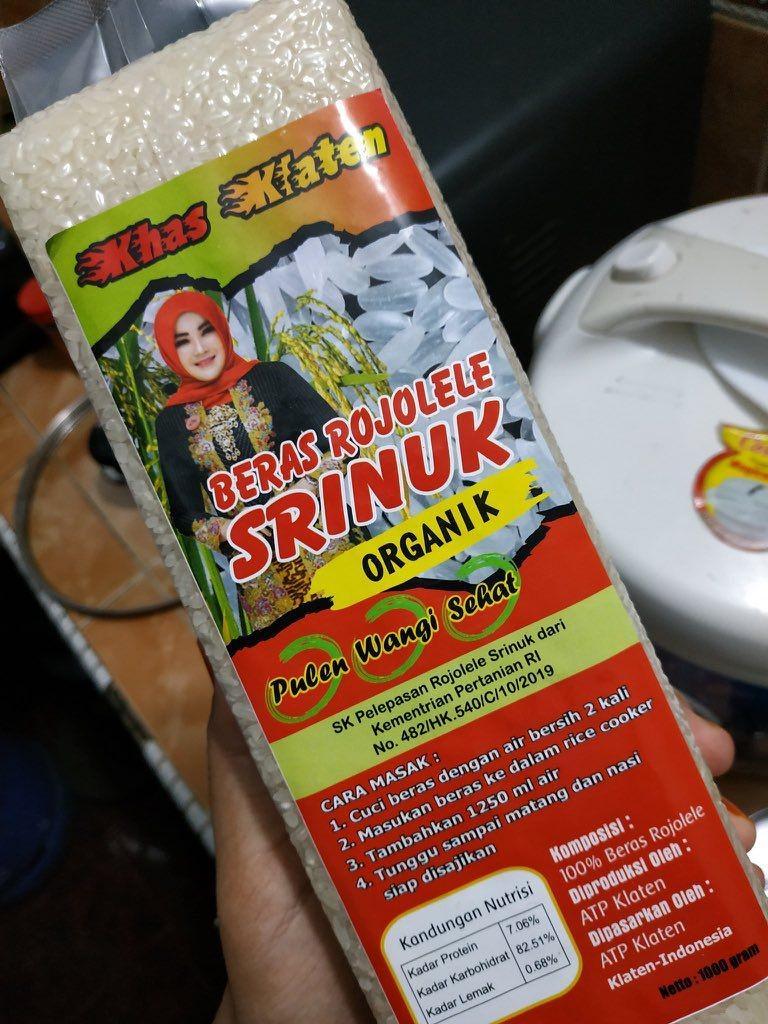 Khas Klaten
BERAS ROJOLELE
SRINUK
ORGANIK
Pulen Wangi Sehat
SK Pelepasan Rojolele Srinuk dari
Kementrian Pertanian RI
No. 482/HK.540/C/10/2019
CARA MASAK :
1. Cuci beras dengan air bersih 2 kali
2. Masukan beras ke dalam rice cooker
3. Tambahkan 1250 ml air
4. Tunggu sampai matang dan nasi
siap disajikan
Kandungan Nutrisi
Kadar Protein 7.06%
Kadar Karbohidrat 82.51%
Kadar Lemak 0.68%
Komposisi :
100% Beras Rojolele
Diproduksi Oleh :
ATP Klaten
Dipasarkan Oleh :
ATP Klaten
Klaten-Indonesia
Netto : 1000 gram